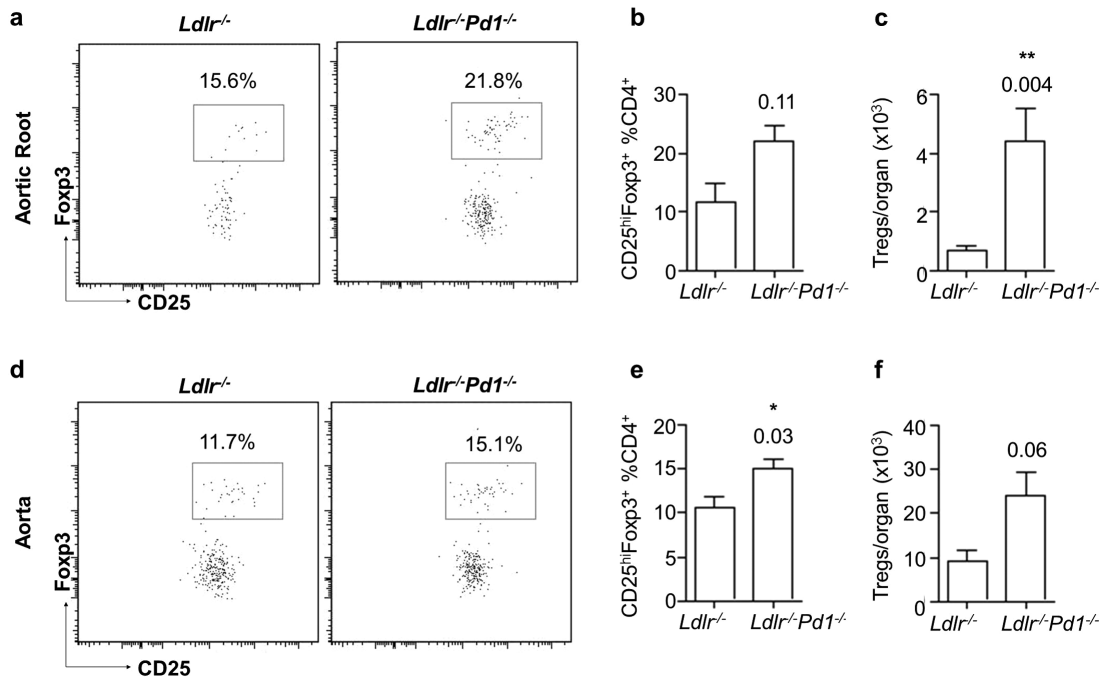 a
Ldlr-/-
Ldlr-/-Pd1-/-
15.6%
21.8%
Aortic Root
Foxp3
CD25
b
0.11
CD25hiFoxp3+ %CD4+
30
20
10
0
Ldlr-/-
Ldlr-/-Pd1-/-
c
**
0.004
Tregs/organ (x10³)
6
4
2
0
Ldlr-/-
Ldlr-/-Pd1-/-
d
Ldlr-/-
Ldlr-/-Pd1-/-
11.7%
15.1%
Aorta
Foxp3
CD25
e
*
0.03
CD25hiFoxp3+ %CD4+
20
15
10
5
0
Ldlr-/-
Ldlr-/-Pd1-/-
f
0.06
Tregs/organ (x10³)
40
30
20
10
0
Ldlr-/-
Ldlr-/-Pd1-/-